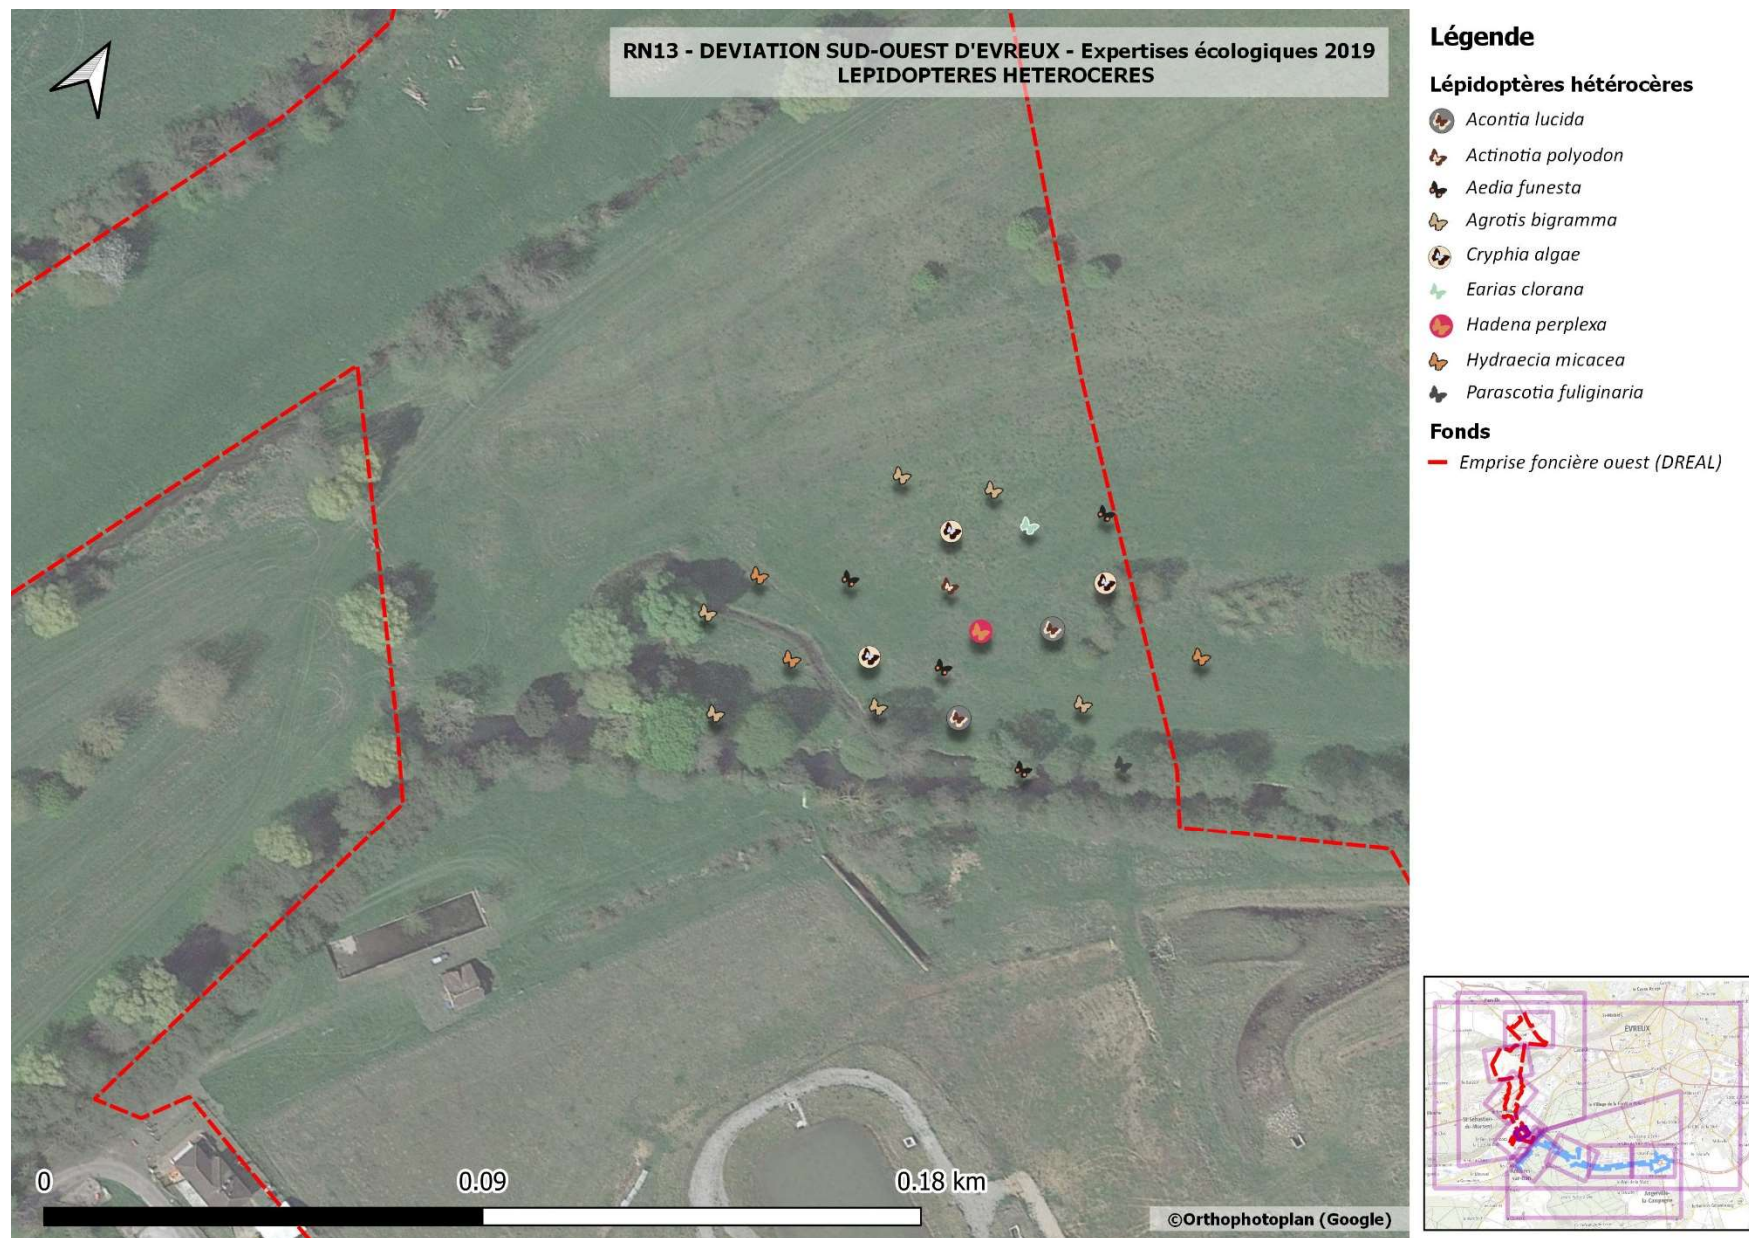 RN13 - DEVIATION SUD-OUEST D'EVREUX - Expertises écologiques 2019
LEPIDOPTERES HETEROCERES
Légende
Lépidoptères hétérocères
Acontia lucida
Actinotia polyodon
Aedia funesta
Agrotis bigramma
Cryphia algae
Earias clorana
Hadena perplexa
Hydraecia micacea
Parascotia fuliginaria
Fonds
Emprise foncière ouest (DREAL)
EVREUX
0 0.09 0.18 km
©Orthophotoplan (Google)